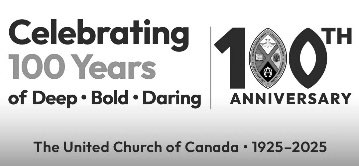 Celebrating
100 Years
of Deep • Bold • Daring
100TH
ANNIVERSARY
The United Church of Canada • 1925–2025